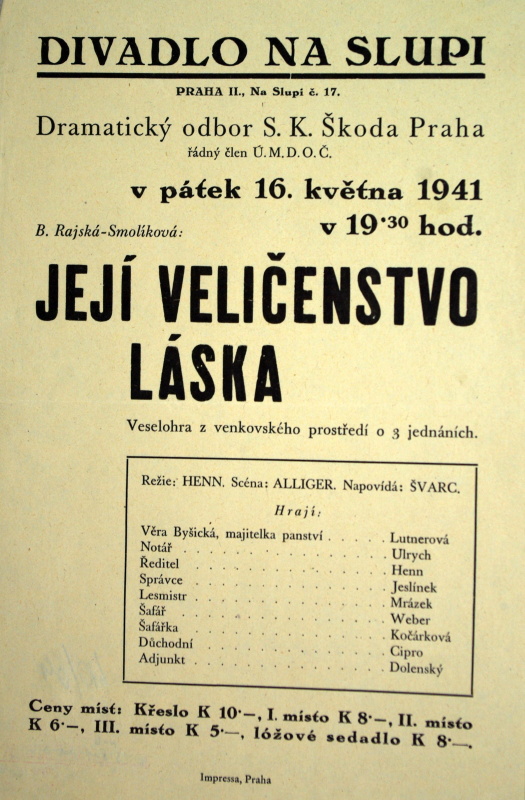 DIVADLO NA SLUPI
PRAHA II., Na Slupi č. 17.
Dramatický odbor S. K. Škoda Praha
řádný člen Ú. M. D. O. Č.
v pátek 16. května 1941
v 19·30 hod.
B. Rajská-Smolíková:
JEJÍ VELIČENSTVO
LÁSKA
Veselohra z venkovského prostředí o 3 jednáních.
Režie: HENN. Scéna: ALLIGER. Napovídá: ŠVARC.
Hrají:
Věra Byšická, majitelka panství . . . . . Lutnerová
Notář . . . . . . . . . . . . . . Ulrych
Ředitel . . . . . . . . . . . . . . Henn
Správce . . . . . . . . . . . . . . Jeslínek
Lesmistr . . . . . . . . . . . . . . Mrázek
Šafář . . . . . . . . . . . . . . Weber
Šafářka . . . . . . . . . . . . . . Kočárková
Důchodní . . . . . . . . . . . . . . Cipro
Adjunkt . . . . . . . . . . . . . . Dolenský
Ceny míst: Křeslo K 10·—, I. místo K 8·—, II. místo
K 6·—, III. místo K 5·—, lóžové sedadlo K 8·—.
Impressa, Praha